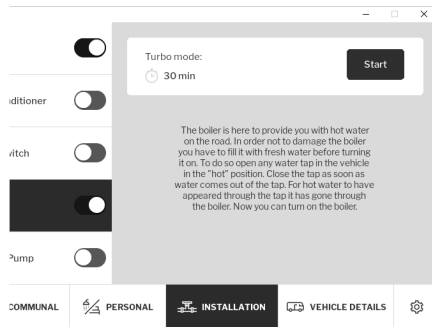 Turbo mode:
30 min
Start
The boiler is here to provide you with hot water
on the road. In order not to damage the boiler
you have to fill it with fresh water before turning
it on. To do so open any water tap in the vehicle
in the "hot" position. Close the tap as soon as
water comes out of the tap. For hot water to have
appeared through the tap it has gone through
the boiler. Now you can turn on the boiler.
ditioner
vitch
Pump
COMMUNAL
PERSONAL
INSTALLATION
VEHICLE DETAILS